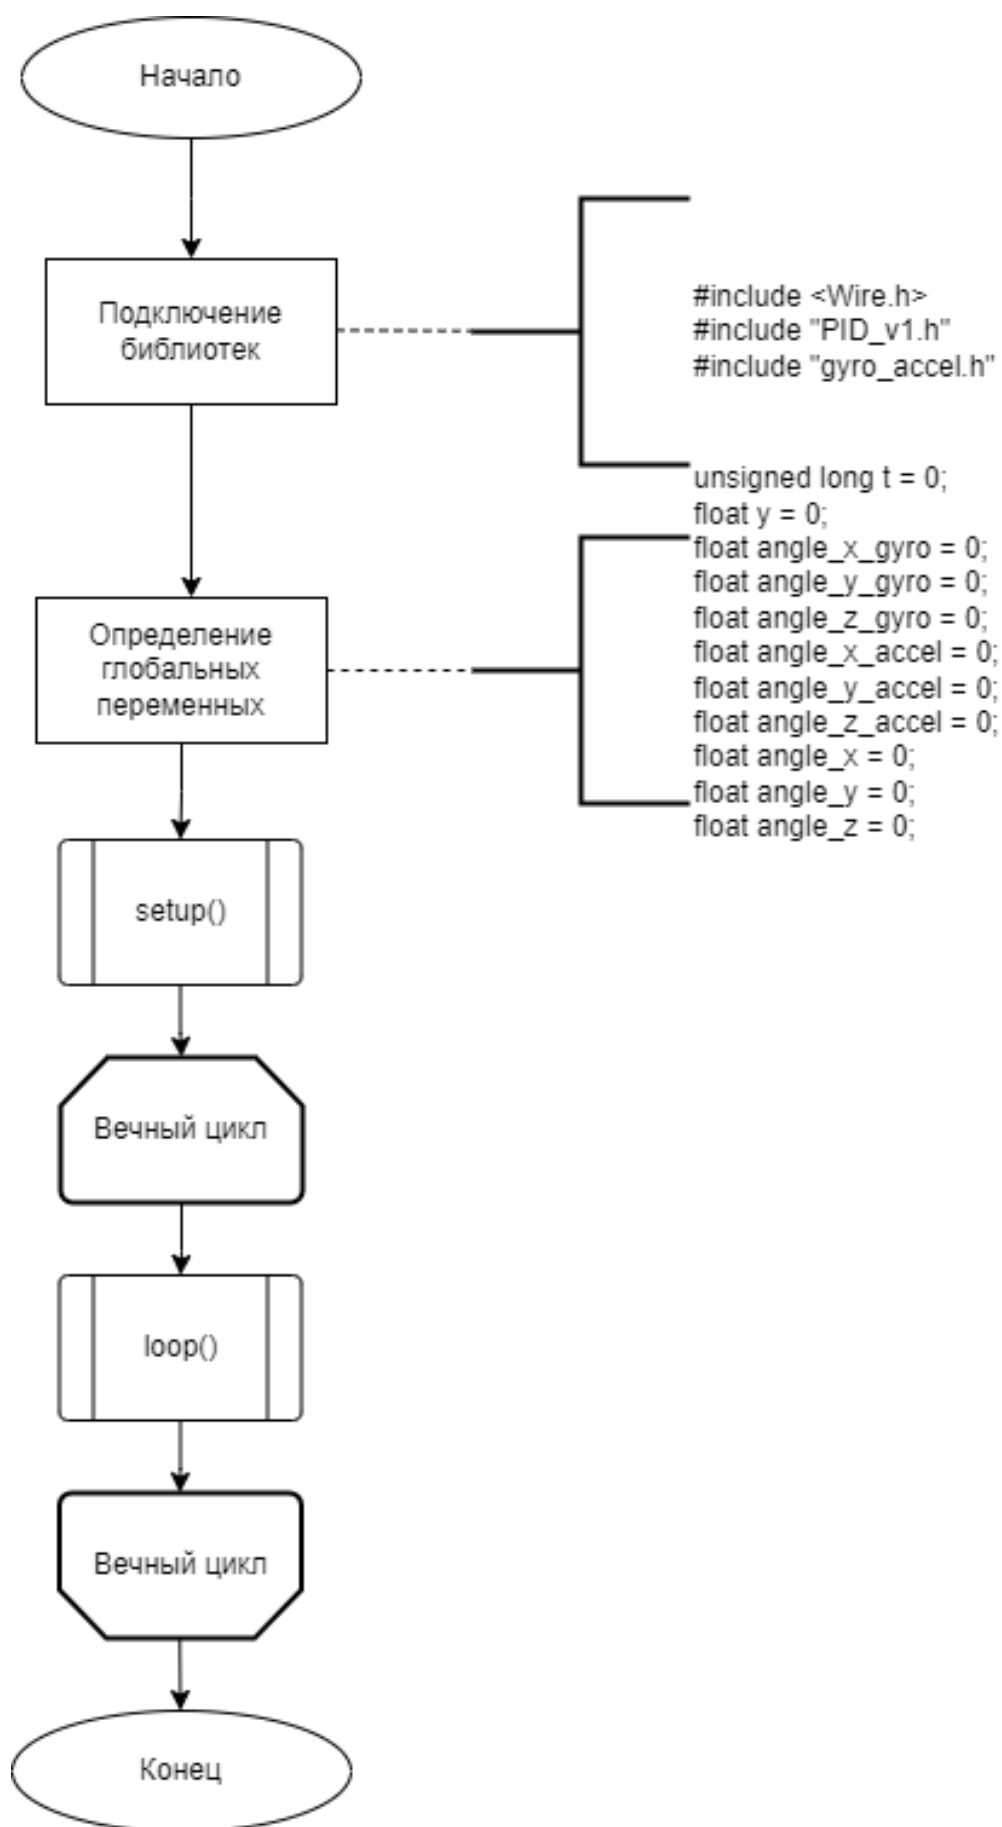 Начало
Подключение
библиотек
#include <Wire.h>
#include "PID_v1.h"
#include "gyro_accel.h"
Определение
глобальных
переменных
unsigned long t = 0;
float y = 0;
float angle_x_gyro = 0;
float angle_y_gyro = 0;
float angle_z_gyro = 0;
float angle_x_accel = 0;
float angle_y_accel = 0;
float angle_z_accel = 0;
float angle_x = 0;
float angle_y = 0;
float angle_z = 0;
setup()
Вечный цикл
loop()
Вечный цикл
Конец